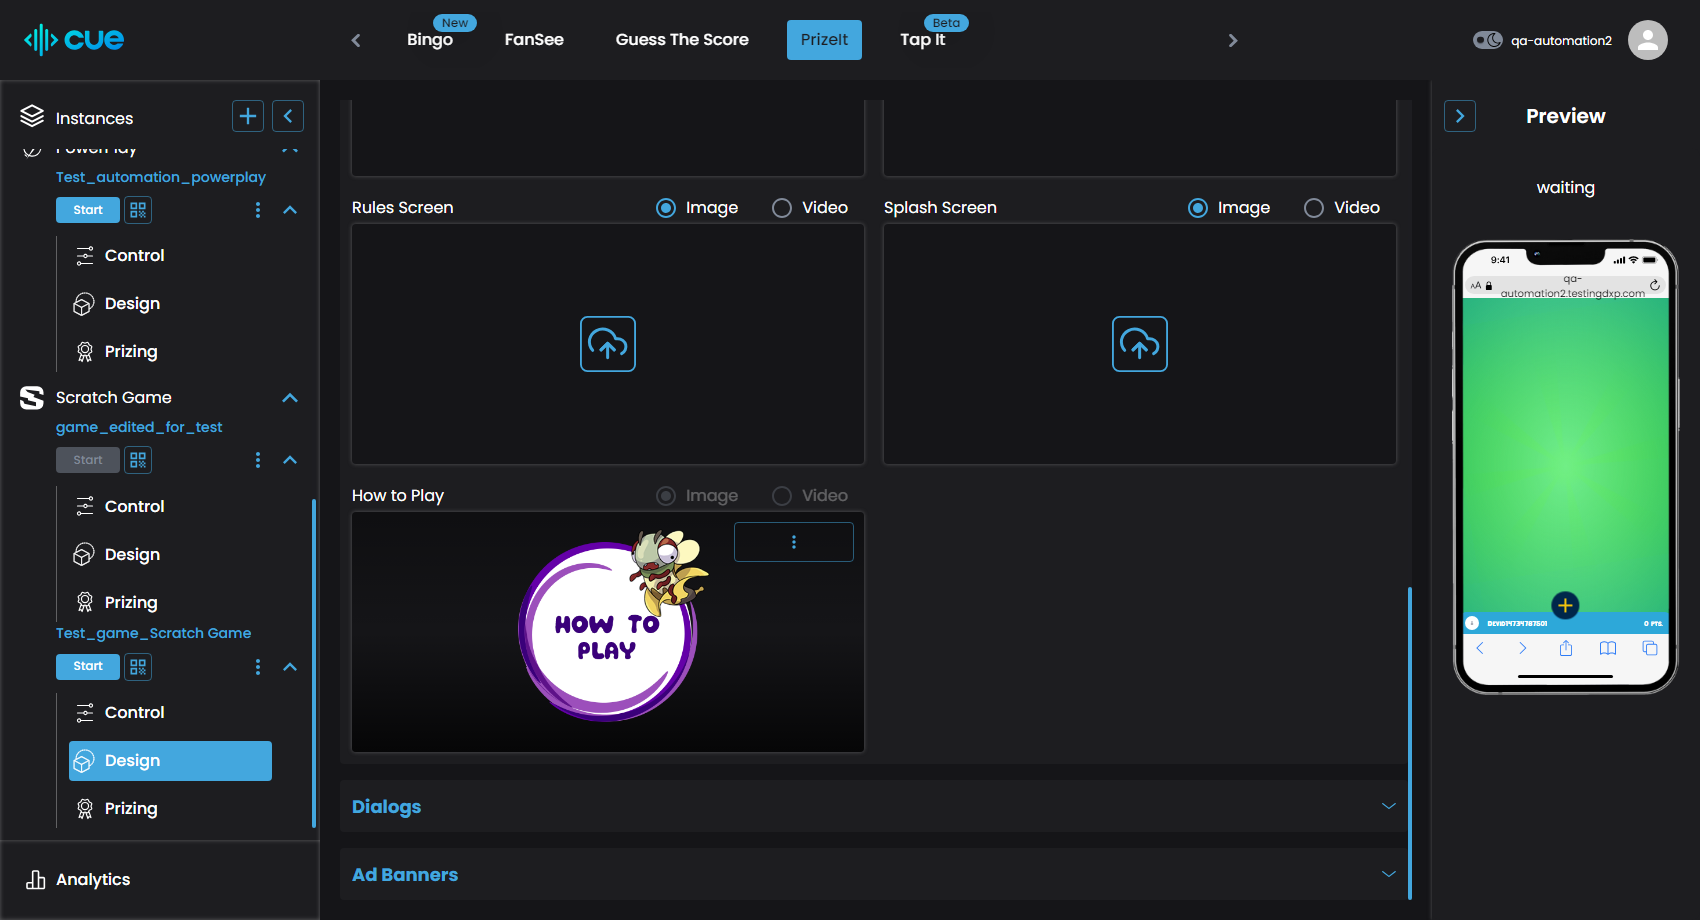 cue
Bingo
New
FanSee
Guess The Score
PrizeIt
Tap It
Beta
qa-automation2
Instances
PowerPlay
Test_automation_powerplay
Start
Control
Design
Prizing
Scratch Game
game_edited_for_test
Start
Control
Design
Prizing
Test_game_Scratch Game
Start
Control
Design
Prizing
Analytics
Rules Screen
Image
Video
Splash Screen
Image
Video
How to Play
Image
Video
HOW TO
PLAY
Dialogs
Ad Banners
Preview
waiting
9:41
AA
qa-
automation2.testingdxp.com
0 PTS.